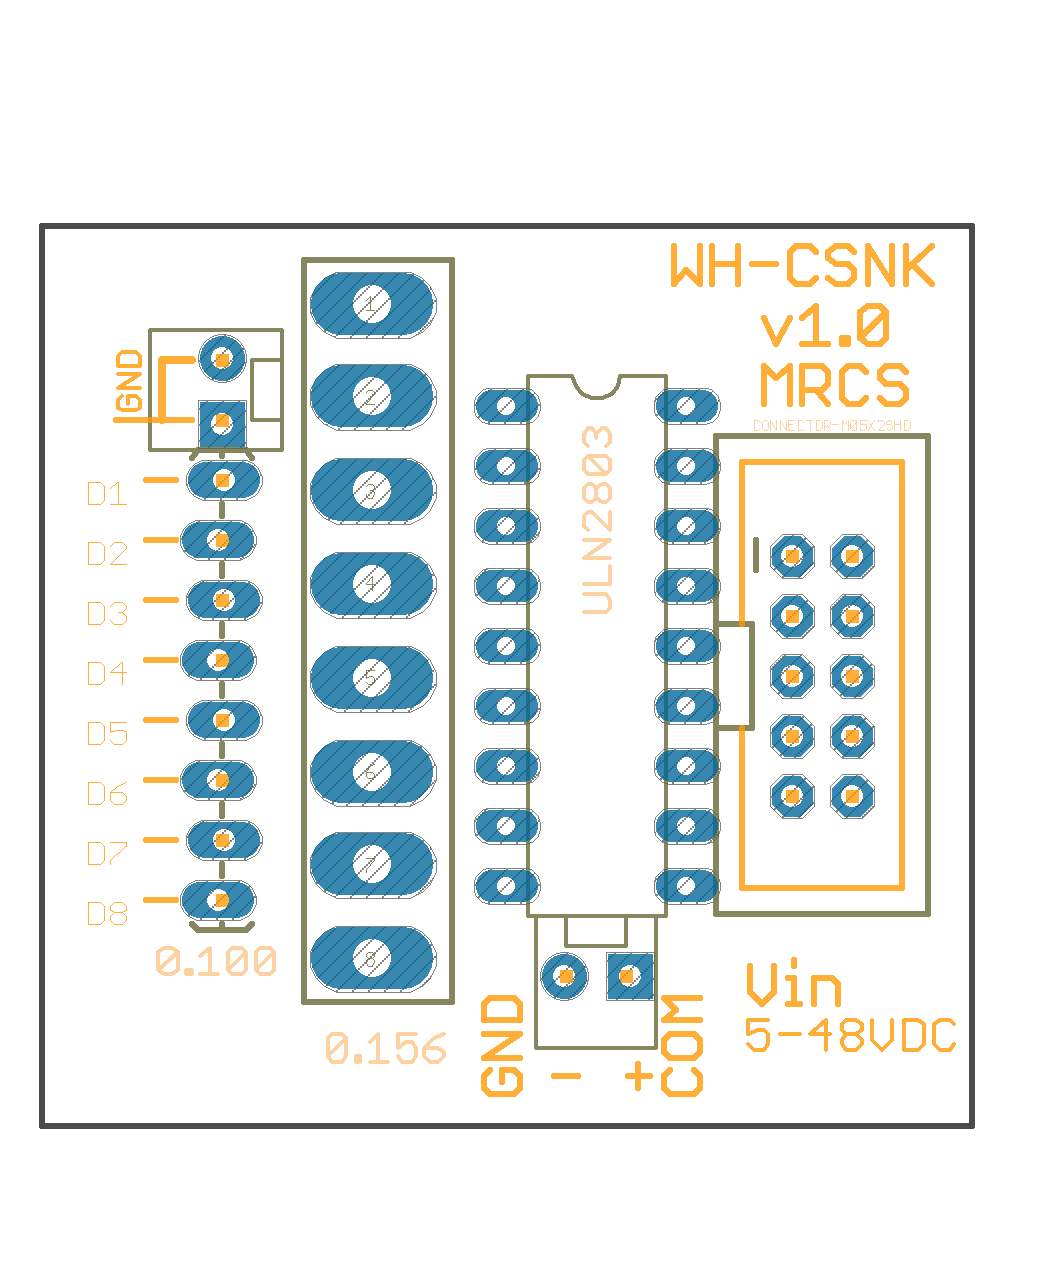 WH-CSNK
v1.0
MRCS
CONNECTOR-M05X2SHD
GND
D1
D2
D3
D4
D5
D6
D7
D8
0.100
1
2
3
4
5
6
7
8
0.156
ULN2803
GND
-
+
COM
Vin
5-48VDC